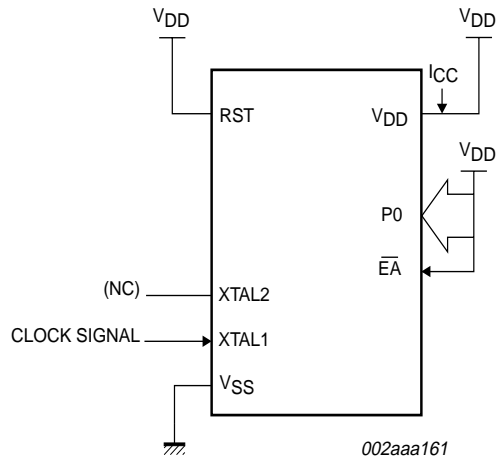 VDD
VDD
ICC
RST
VDD
VDD
P0
EA
(NC)
XTAL2
CLOCK SIGNAL
XTAL1
VSS
002aaa161